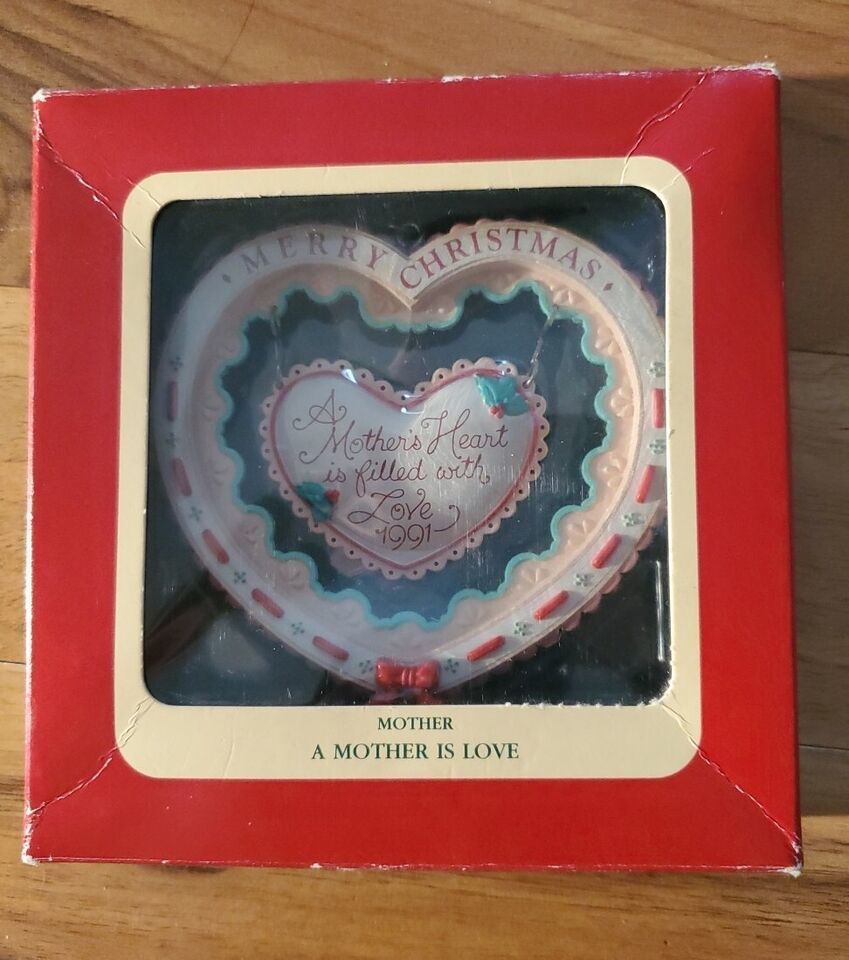 MERRY CHRISTMAS
A
Mother's Heart
is filled with
Love
1991
MOTHER
A MOTHER IS LOVE